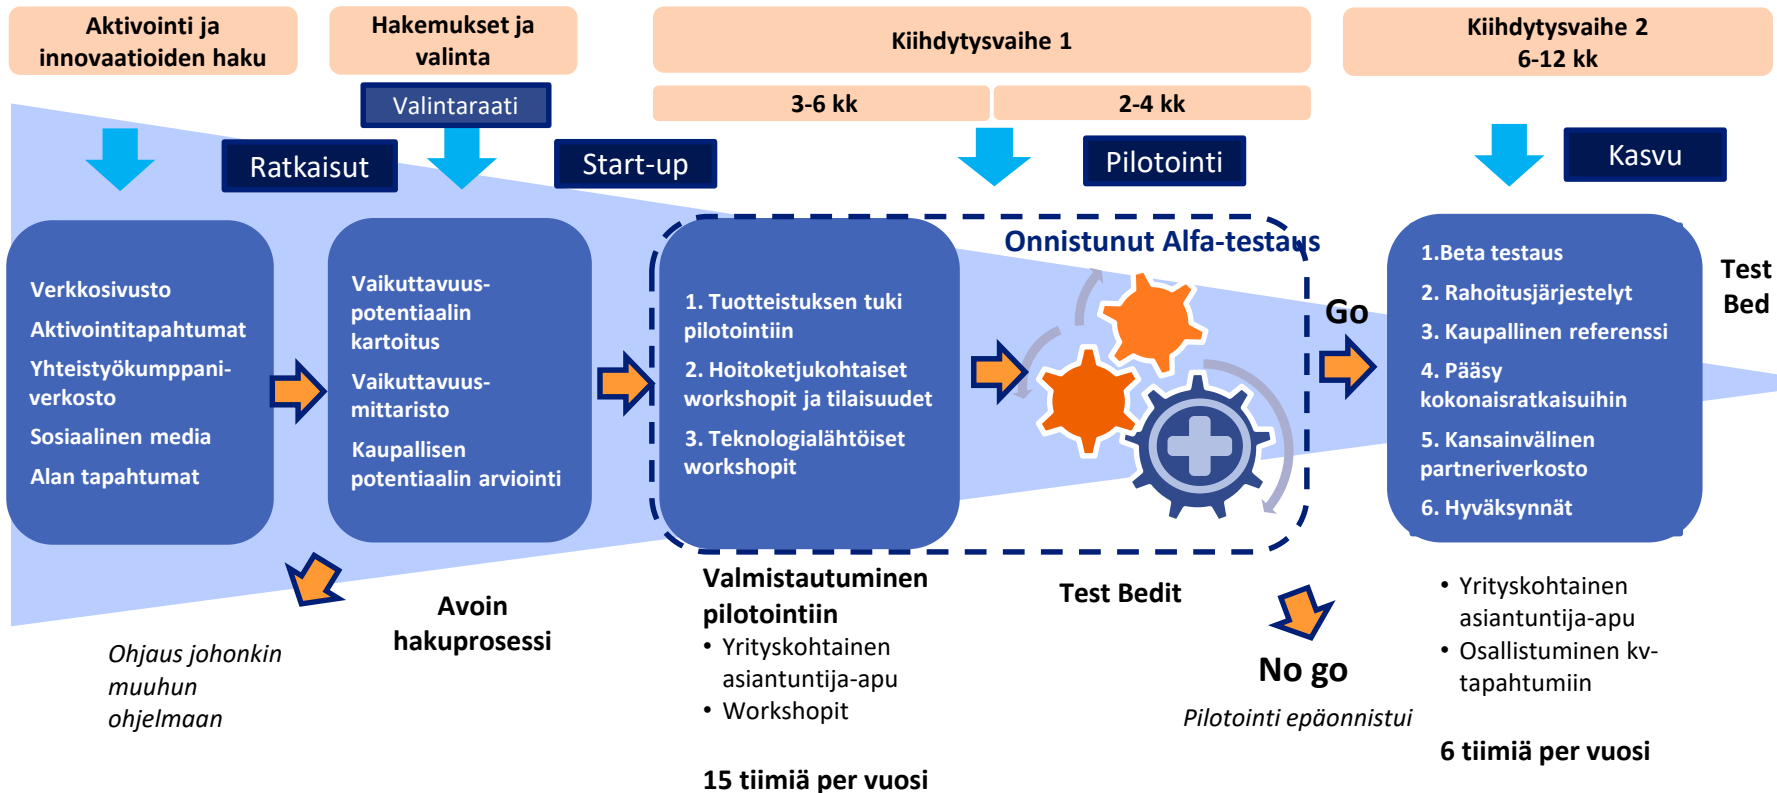 Aktivointi ja
innovaatioiden haku
Hakemukset ja
valinta
Kiihdytysvaihe 1
Kiihdytysvaihe 2
6-12 kk
Valintaraati
3-6 kk
2-4 kk
Ratkaisut
Start-up
Pilotointi
Kasvu
Verkkosivusto
Aktivointitapahtumat
Yhteistyökumppani-
verkosto
Sosiaalinen media
Alan tapahtumat
Vaikuttavuus-
potentiaalin
kartoitus
Vaikuttavuus-
mittaristo
Kaupallisen
potentiaalin arviointi
1. Tuotteistuksen tuki
pilotointiin
2. Hoitoketjukohtaiset
workshopit ja tilaisuudet
3. Teknologialähtöiset
workshopit
Onnistunut Alfa-testaus
Go
1.Beta testaus
2. Rahoitusjärjestelyt
3. Kaupallinen referenssi
4. Pääsy
kokonaisratkaisuihin
5. Kansainvälinen
partneriverkosto
6. Hyväksynnät
Test
Bed
Ohjaus johonkin
muuhun
ohjelmaan
Avoin
hakuprosessi
Valmistautuminen
pilotointiin
• Yrityskohtainen
asiantuntija-apu
• Workshopit
15 tiimiä per vuosi
Test Bedit
No go
Pilotointi epäonnistui
• Yrityskohtainen
asiantuntija-apu
• Osallistuminen kv-
tapahtumiin
6 tiimiä per vuosi